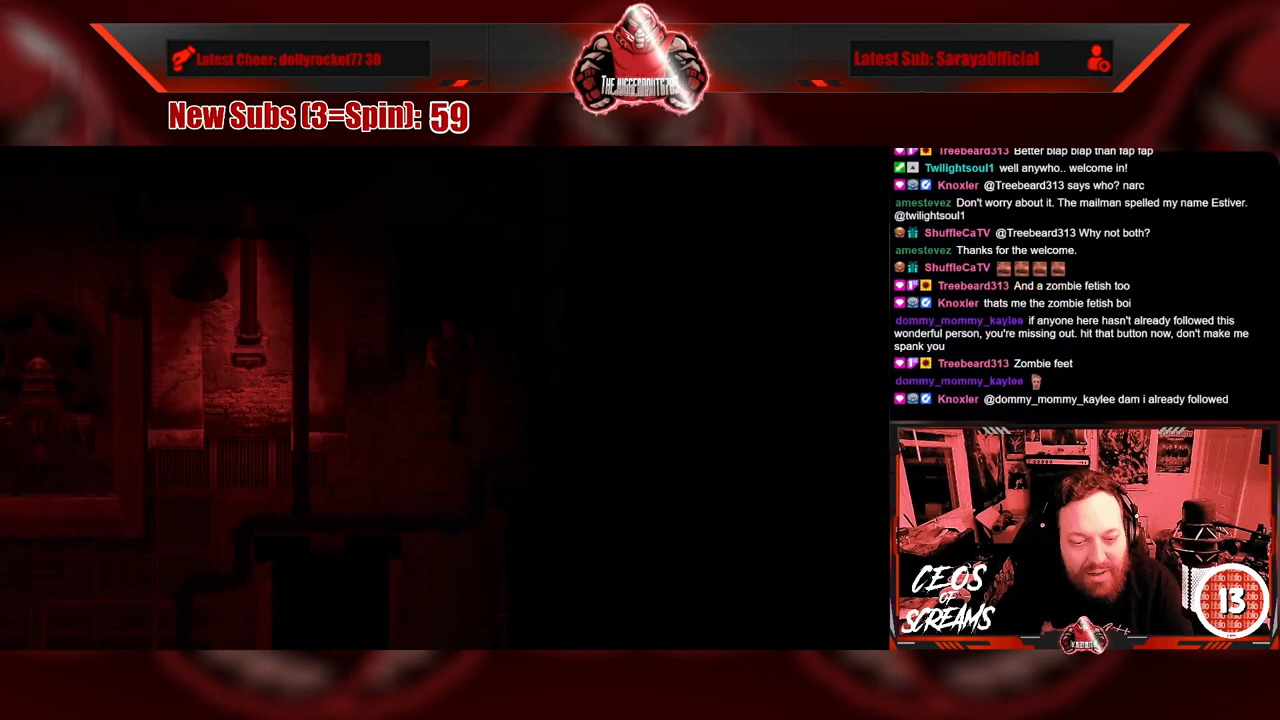 Latest Cheer: dollyrocket77 30
Latest Sub: SarayaOfficial
New Subs (3=Spin): 59
Treebeard313 Better blap blap than fap fap
Twilightsoul1 well anywho.. welcome in!
Knoxler @Treebeard313 says who? narc
amestevez Don't worry about it. The mailman spelled my name Estiver.
@twilightsoul1
ShuffleCaTV @Treebeard313 Why not both?
amestevez Thanks for the welcome.
ShuffleCaTV
Treebeard313 And a zombie fetish too
Knoxler thats me the zombie fetish boi
dommy_mommy_kaylee if anyone here hasn't already followed this
wonderful person, you're missing out. hit that button now, don't make me
spank you
Treebeard313 Zombie feet
dommy_mommy_kaylee
Knoxler @dommy_mommy_kaylee dam i already followed
CEOS
OF
SCREAMS
13